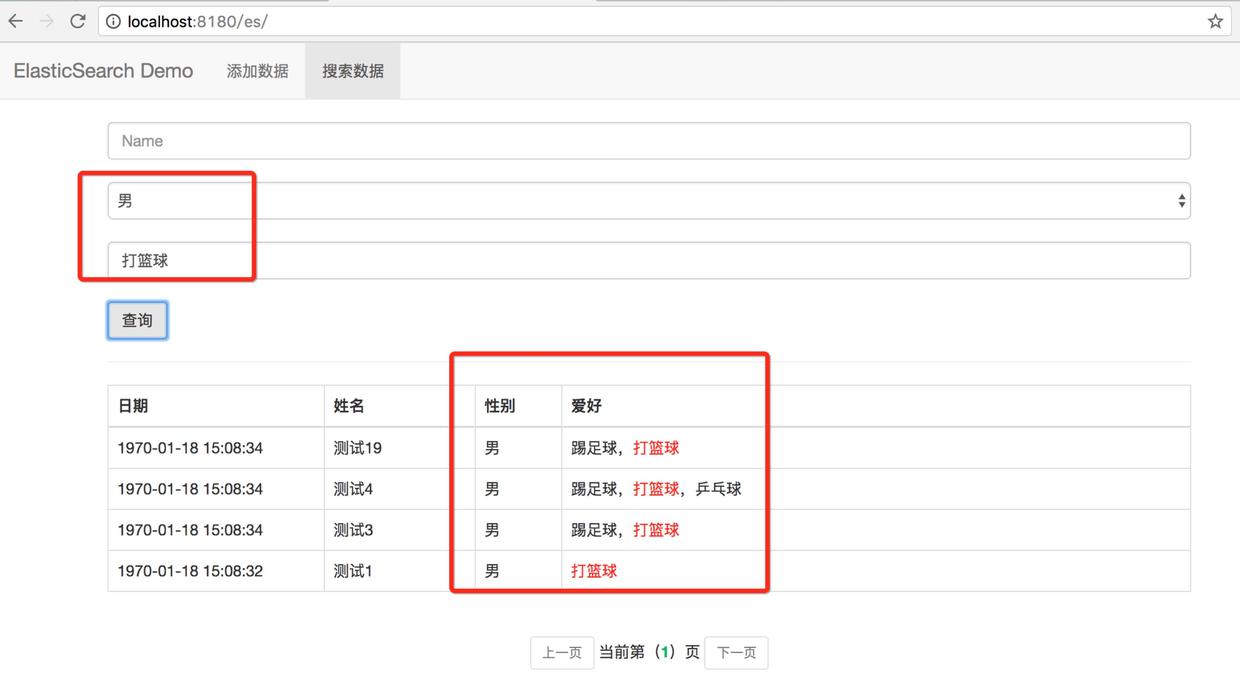 localhost:8180/es/
ElasticSearch Demo 添加数据 搜索数据
Name
男
打篮球
查询
日期 姓名 性别 爱好
1970-01-18 15:08:34 测试19 男 踢足球，打篮球
1970-01-18 15:08:34 测试4 男 踢足球，打篮球，乒乓球
1970-01-18 15:08:34 测试3 男 踢足球，打篮球
1970-01-18 15:08:32 测试1 男 打篮球
上一页 当前第（1）页 下一页